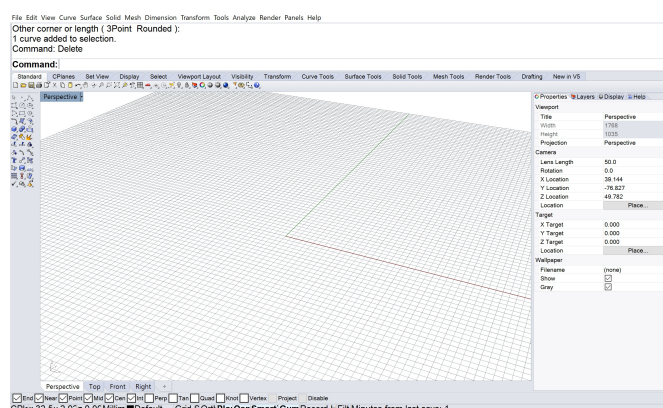 File Edit View Curve Surface Solid Mesh Dimension Transform Tools Analyze Render Panels Help
Other corner or length ( 3Point Rounded ):
1 curve added to selection.
Command: Delete
Command:
Standard CPlanes Set View Display Select Viewport Layout Visibility Transform Curve Tools Surface Tools Solid Tools Mesh Tools Render Tools Drafting New in V5
Perspective
Properties Layers Display Help
Viewport
Title Perspective
Width 1768
Height 1035
Projection Perspective
Camera
Lens Length 50.0
Rotation 0.0
X Location 39.144
Y Location -76.827
Z Location 49.782
Location Place...
Target
X Target 0.000
Y Target 0.000
Z Target 0.000
Location Place...
Wallpaper
Filename (none)
Show
Gray
Perspective Top Front Right
End Near Point Mid Cen Int Perp Tan Quad Knot Vertex Project Disable
Minutes from last save: 1